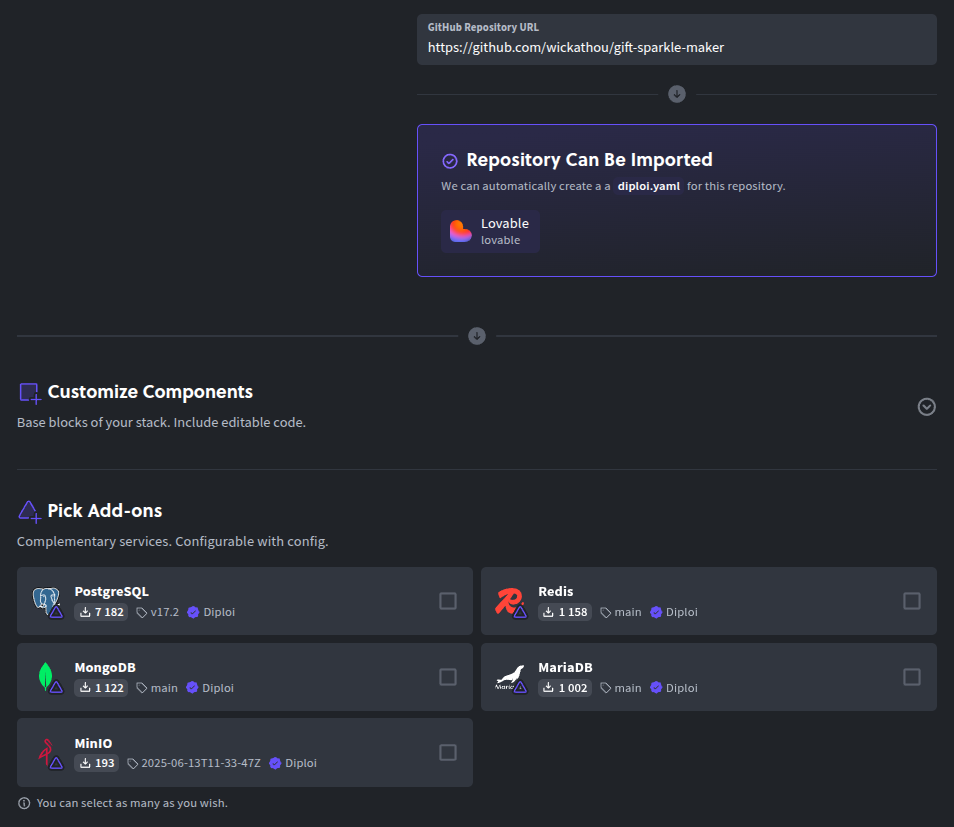 GitHub Repository URL
https://github.com/wickathou/gift-sparkle-maker
Repository Can Be Imported
We can automatically create a a diploi.yaml for this repository.
Lovable
lovable
Customize Components
Base blocks of your stack. Include editable code.
Pick Add-ons
Complementary services. Configurable with config.
PostgreSQL
7 182 v17.2 Diploi
Redis
1 158 main Diploi
MongoDB
1 122 main Diploi
MariaDB
1 002 main Diploi
MinIO
193 2025-06-13T11-33-47Z Diploi
You can select as many as you wish.